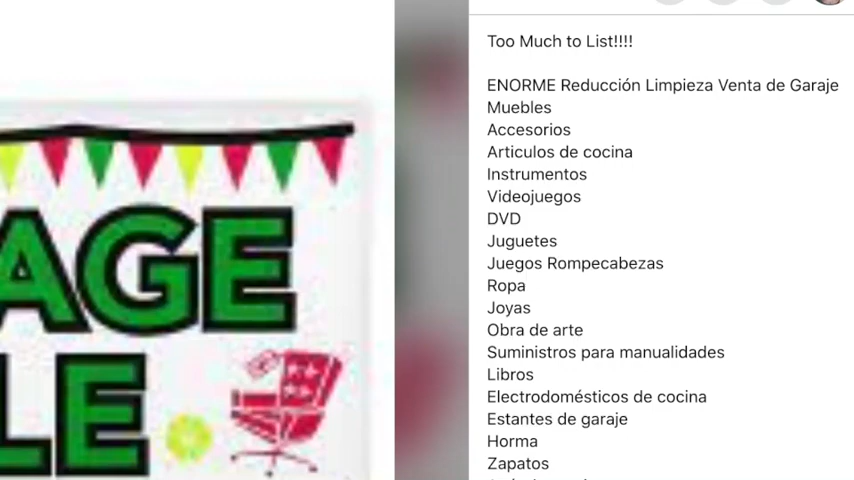 AGE
LE
Too Much to List!!!!
ENORME Reducción Limpieza Venta de Garaje
Muebles
Accesorios
Articulos de cocina
Instrumentos
Videojuegos
DVD
Juguetes
Juegos Rompecabezas
Ropa
Joyas
Obra de arte
Suministros para manualidades
Libros
Electrodomésticos de cocina
Estantes de garaje
Horma
Zapatos